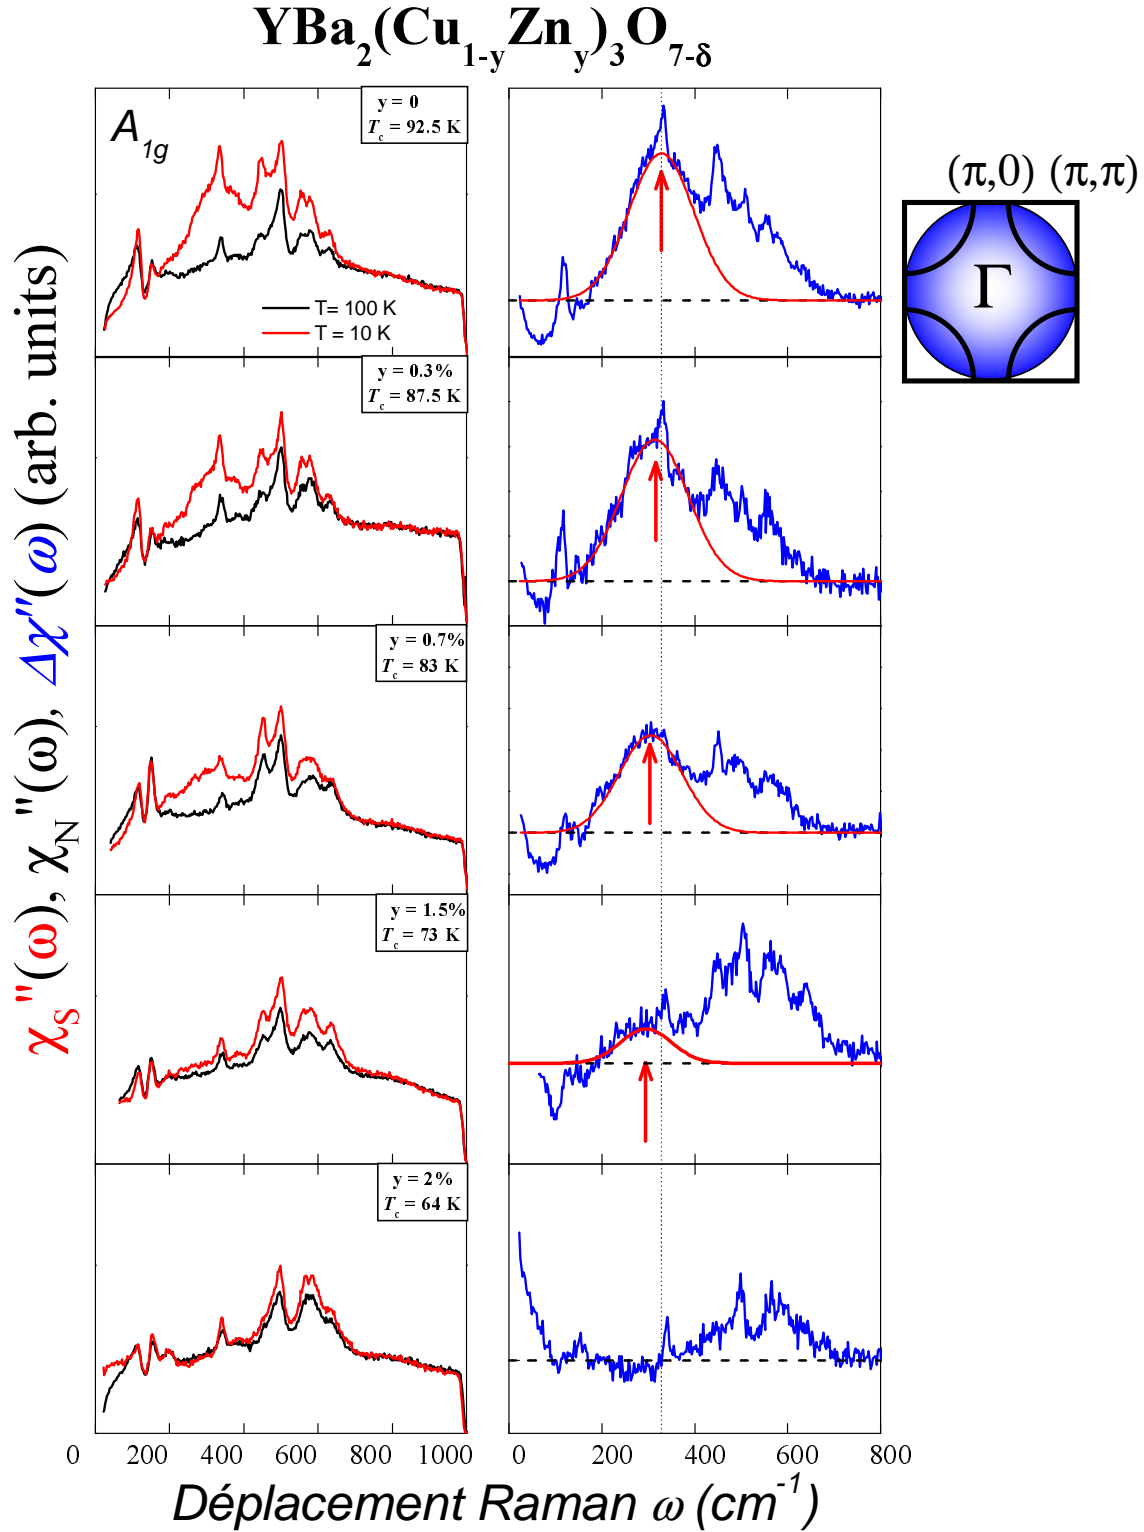 YBa₂(Cu₁₋yZny)₃O₇₋δ
A₁g
y = 0
Tc = 92.5 K
T= 100 K
T = 10 K
(π,0) (π,π)
Γ
y = 0.3%
Tc = 87.5 K
y = 0.7%
Tc = 83 K
y = 1.5%
Tc = 73 K
y = 2%
Tc = 64 K
χS''(ω), χN''(ω), Δχ''(ω) (arb. units)
0 200 400 600 800 1000
0 200 400 600 800
Déplacement Raman ω (cm⁻¹)